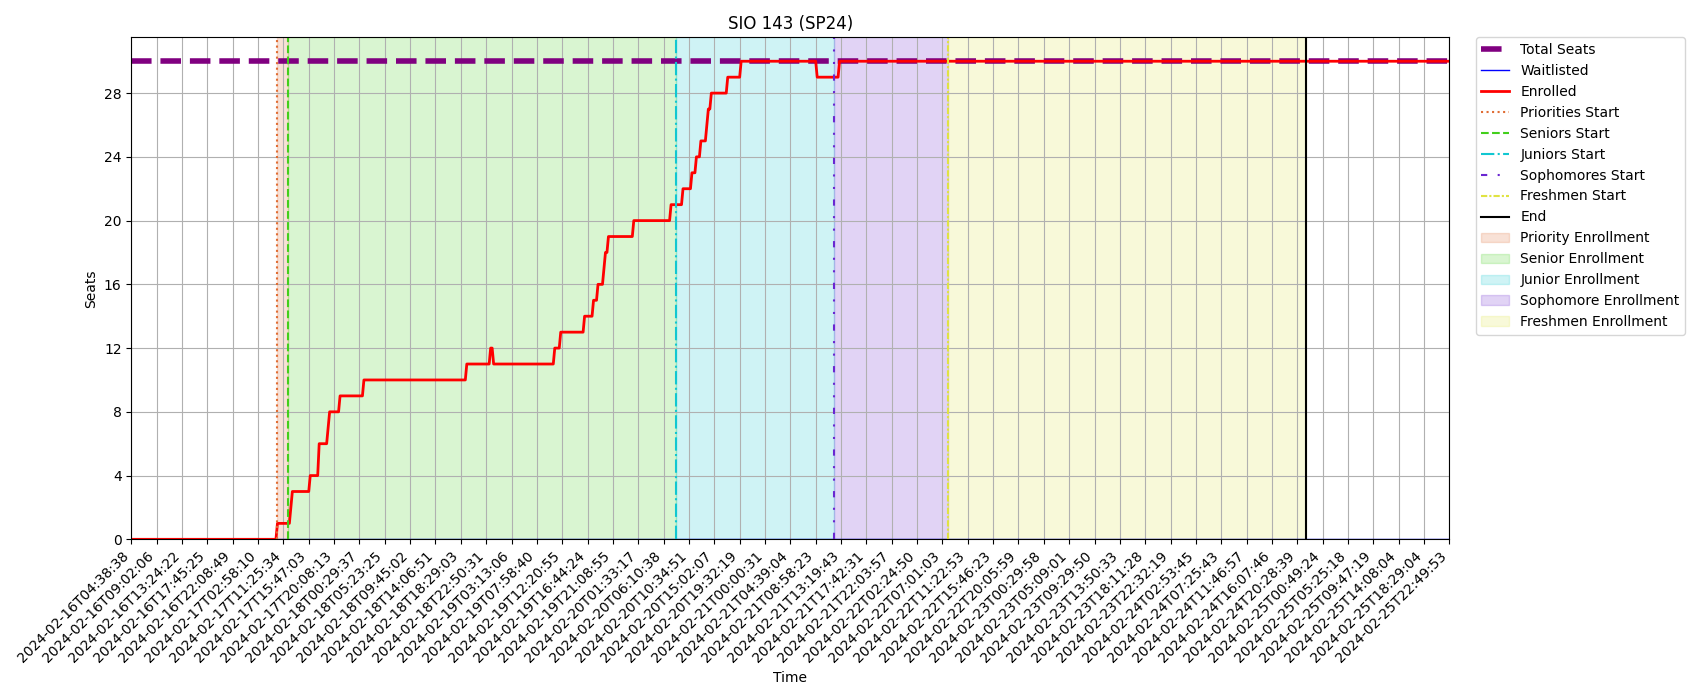 SIO 143 (SP24)
Total Seats
Waitlisted
Enrolled
Priorities Start
Seniors Start
Juniors Start
Sophomores Start
Freshmen Start
End
Priority Enrollment
Senior Enrollment
Junior Enrollment
Sophomore Enrollment
Freshmen Enrollment
Seats
28
24
20
16
12
8
4
0
2024-02-16T04:38:38
2024-02-16T09:02:06
2024-02-16T13:24:22
2024-02-16T17:45:25
2024-02-16T22:08:49
2024-02-17T02:58:10
2024-02-17T11:25:34
2024-02-17T15:47:03
2024-02-17T20:08:13
2024-02-18T00:29:37
2024-02-18T05:23:25
2024-02-18T09:45:02
2024-02-18T14:06:51
2024-02-18T18:29:03
2024-02-18T22:50:31
2024-02-19T03:13:06
2024-02-19T07:58:40
2024-02-19T12:20:55
2024-02-19T16:44:24
2024-02-19T21:08:55
2024-02-20T01:33:17
2024-02-20T06:10:38
2024-02-20T10:34:51
2024-02-20T15:02:07
2024-02-20T19:32:19
2024-02-21T00:00:31
2024-02-21T04:39:04
2024-02-21T08:58:23
2024-02-21T13:19:43
2024-02-21T17:42:31
2024-02-21T22:03:57
2024-02-22T02:24:50
2024-02-22T07:01:03
2024-02-22T11:22:53
2024-02-22T15:46:23
2024-02-22T20:05:59
2024-02-23T00:29:58
2024-02-23T05:09:01
2024-02-23T09:29:50
2024-02-23T13:50:33
2024-02-23T18:11:28
2024-02-23T22:32:19
2024-02-24T02:53:45
2024-02-24T07:25:43
2024-02-24T11:46:57
2024-02-24T16:07:46
2024-02-24T20:28:39
2024-02-25T00:49:24
2024-02-25T05:25:18
2024-02-25T09:47:19
2024-02-25T14:08:04
2024-02-25T18:29:04
2024-02-25T22:49:53
Time